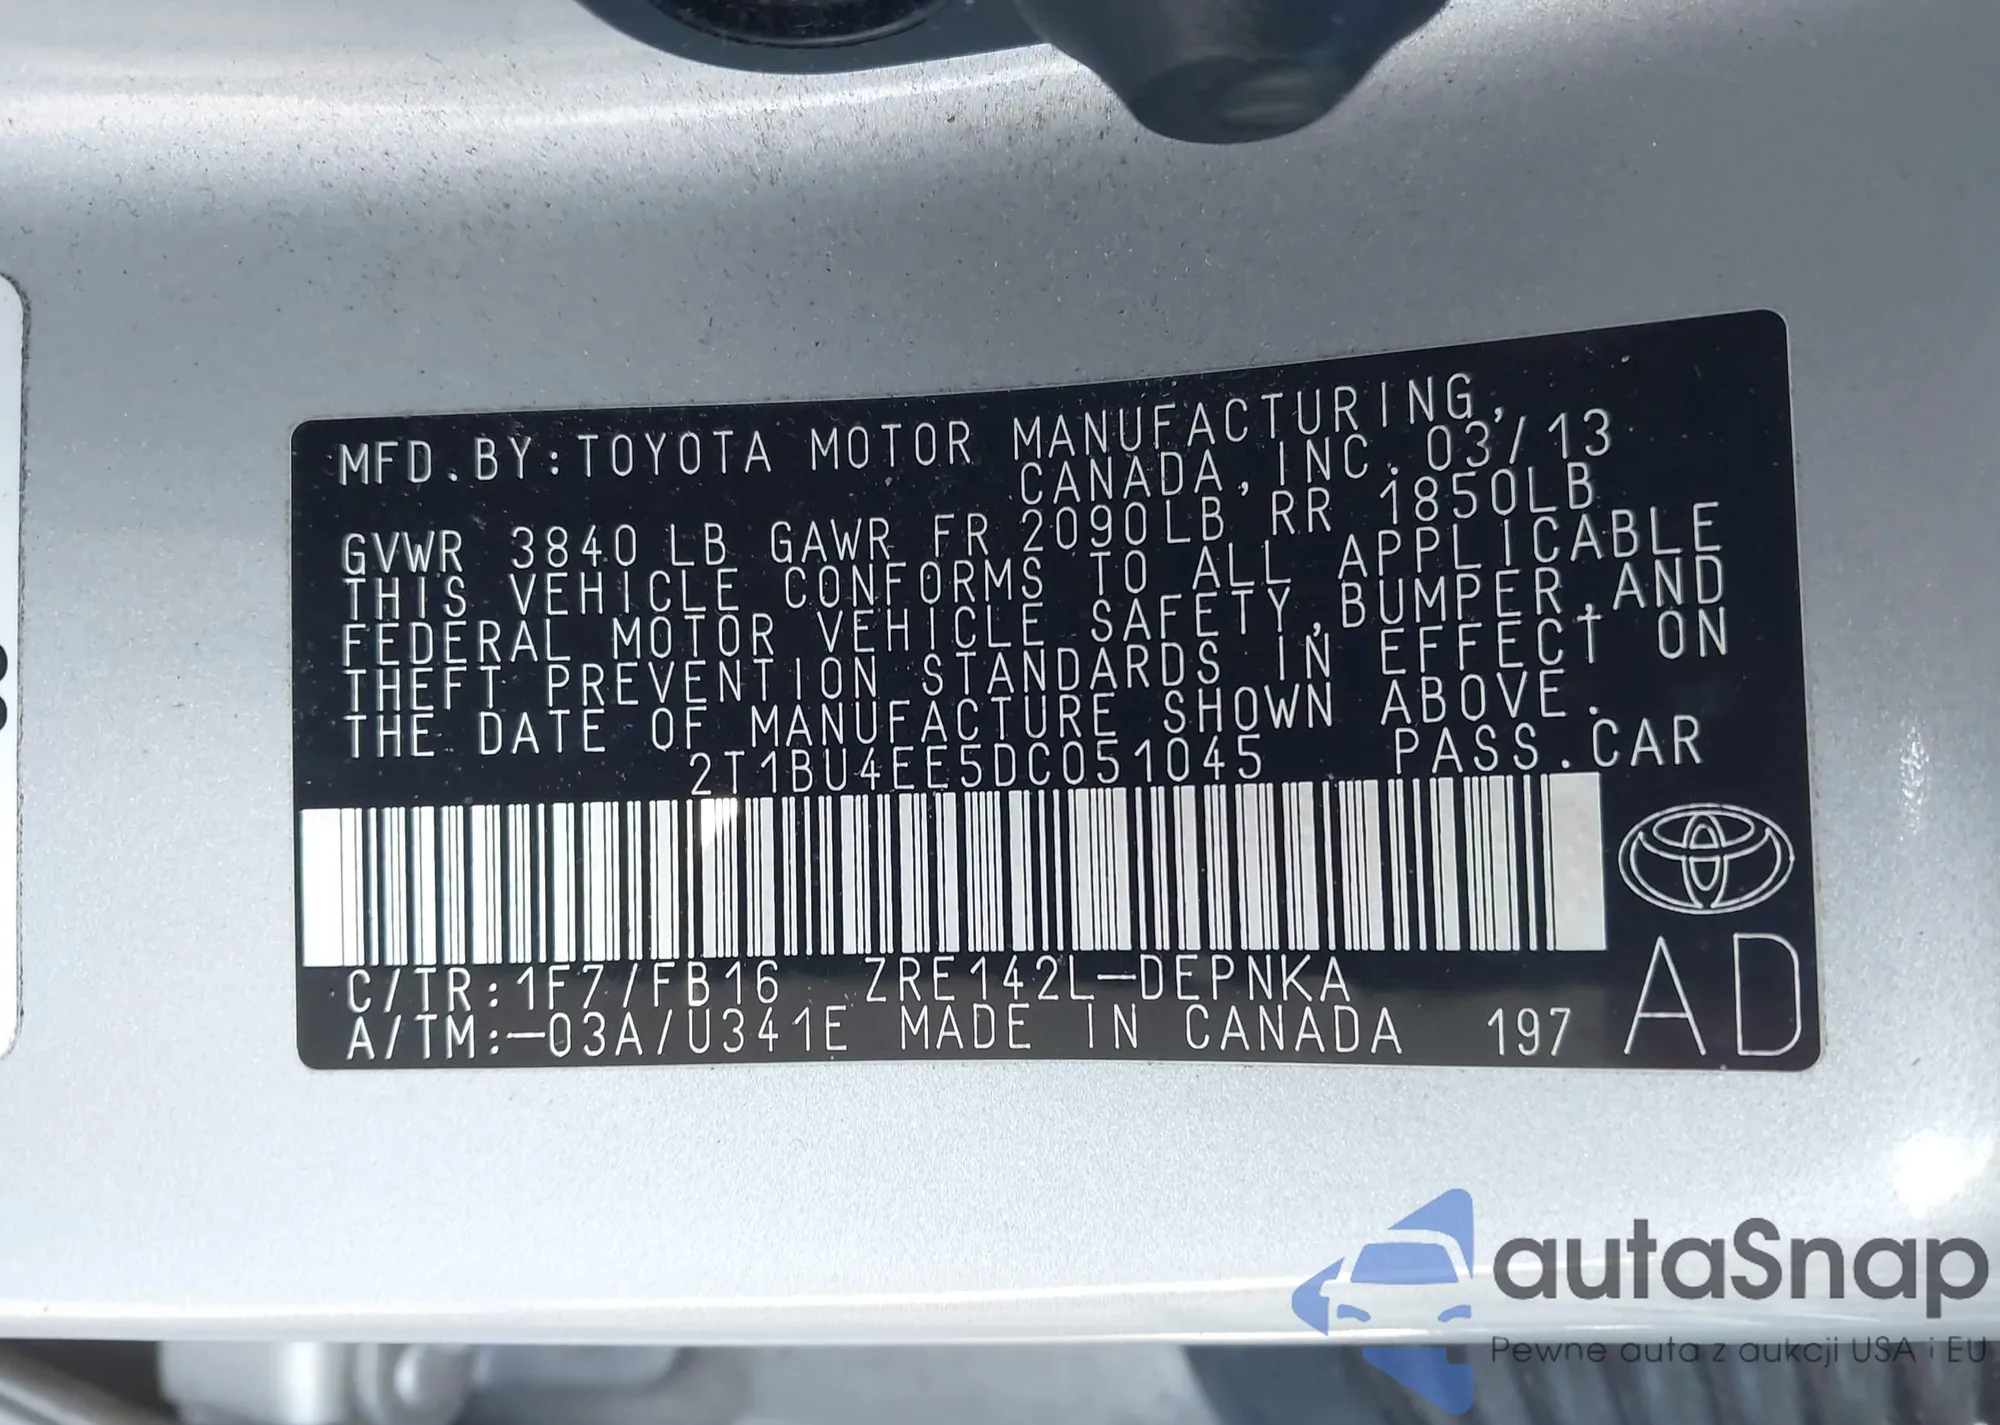 MFD.BY:TOYOTA MOTOR MANUFACTURING,
CANADA,INC.03/13
GVWR 3840 LB GAWR FR 2090LB RR 1850LB
THIS VEHICLE CONFORMS TO ALL APPLICABLE
FEDERAL MOTOR VEHICLE SAFETY,BUMPER,AND
THEFT PREVENTION STANDARDS IN EFFECT ON
THE DATE OF MANUFACTURE SHOWN ABOVE.
2T1BU4EE5DC051045 PASS.CAR
C/TR:1F7/FB16 ZRE142L-DEPNKA
A/TM:-03A/U341E MADE IN CANADA 197
AD
autaSnap
Pewne auta z aukcji USA i EU